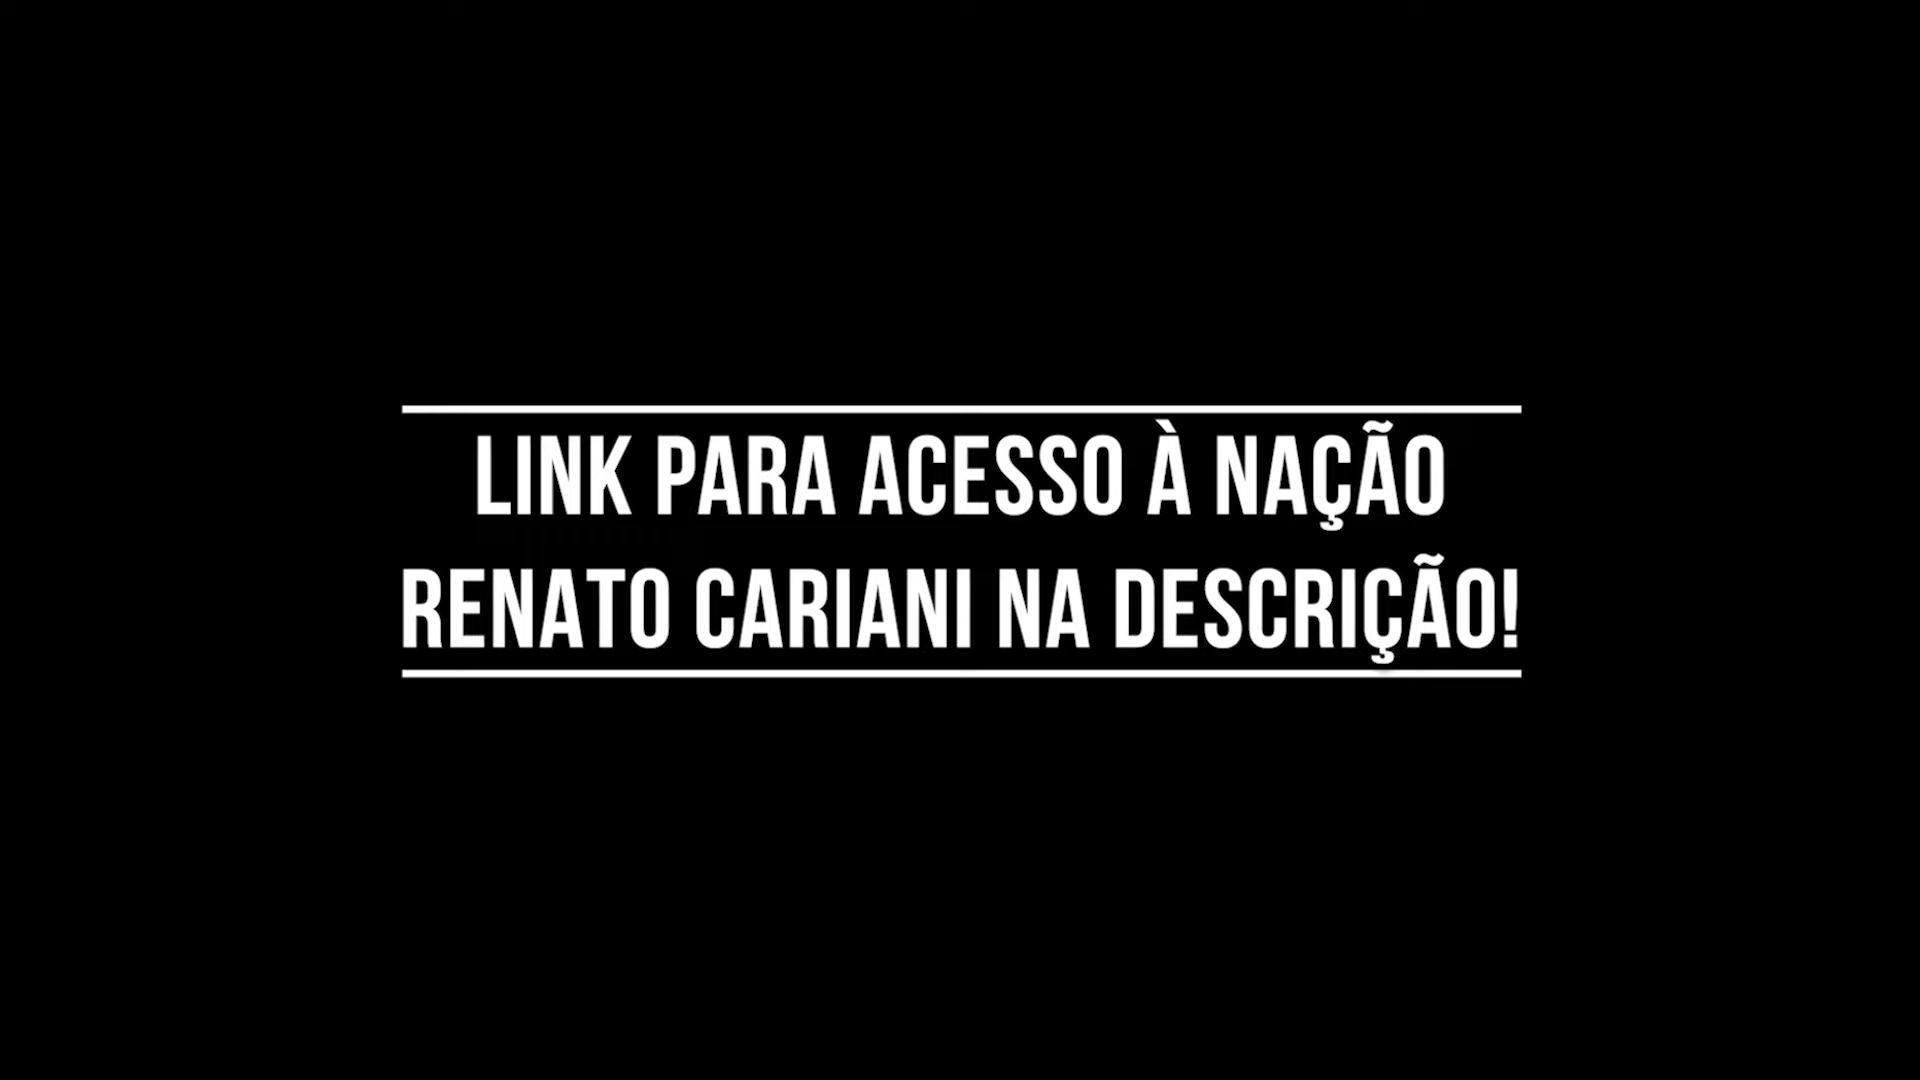 LINK PARA ACESSO À NAÇÃO
RENATO CARIANI NA DESCRIÇÃO!